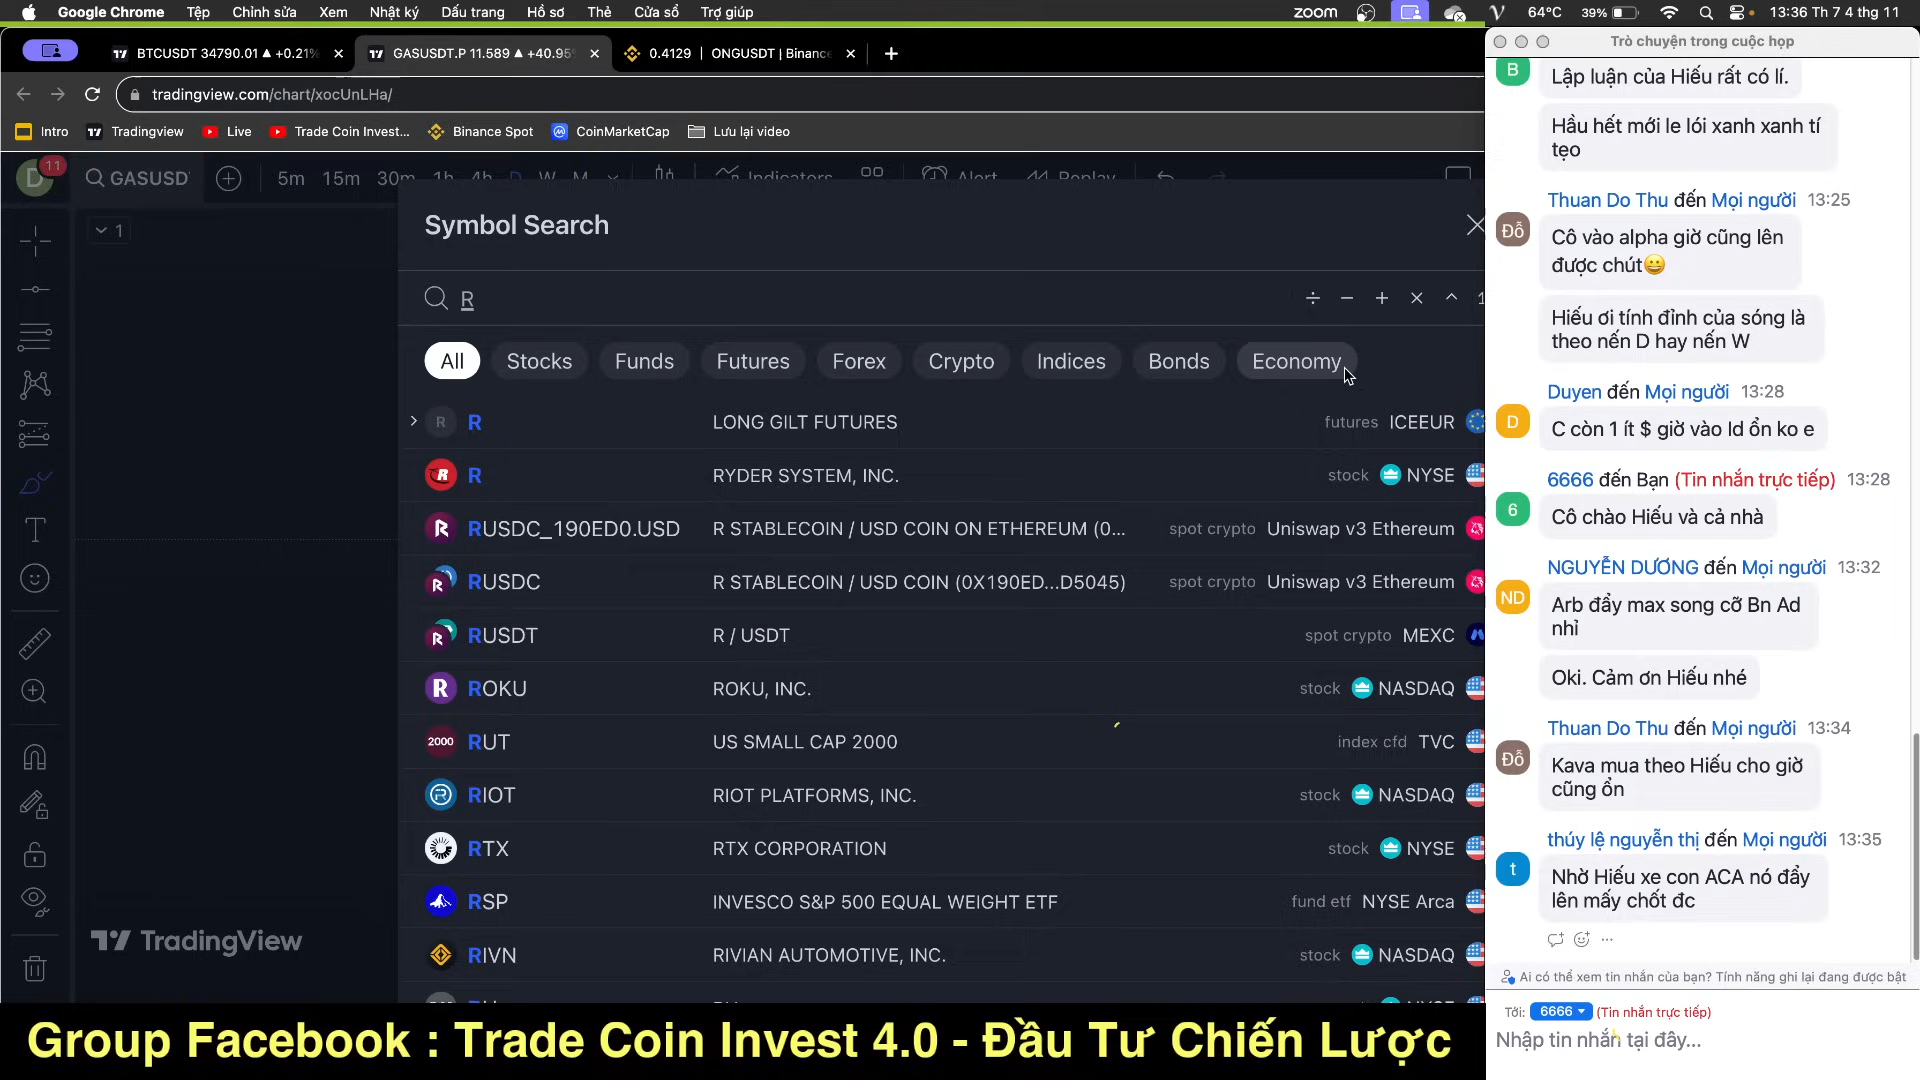 Google Chrome Tệp Chỉnh sửa Xem Nhật ký Dấu trang Hồ sơ Thẻ Cửa sổ Trợ giúp
zoom 64°C 39% 13:36 Th 7 4 thg 11
BTCUSDT 34790.01 ▲ +0.21%
GASUSDT.P 11.589 ▲ +40.95
0.4129 | ONGUSDT | Binance
tradingview.com/chart/xocUnLHa/
Intro Tradingview Live Trade Coin Invest... Binance Spot CoinMarketCap Lưu lại video
D 11 GASUSD 5m 15m 30m 1h 4h D W M Indicators Alert Replay
1
Symbol Search
R
÷ − + × ^ 1
All Stocks Funds Futures Forex Crypto Indices Bonds Economy
R R LONG GILT FUTURES futures ICEEUR
R RYDER SYSTEM, INC. stock NYSE
RUSDC_190ED0.USD R STABLECOIN / USD COIN ON ETHEREUM (0... spot crypto Uniswap v3 Ethereum
RUSDC R STABLECOIN / USD COIN (0X190ED...D5045) spot crypto Uniswap v3 Ethereum
RUSDT R / USDT spot crypto MEXC
ROKU ROKU, INC. stock NASDAQ
2000 RUT US SMALL CAP 2000 index cfd TVC
RIOT RIOT PLATFORMS, INC. stock NASDAQ
RTX RTX CORPORATION stock NYSE
RSP INVESCO S&P 500 EQUAL WEIGHT ETF fund etf NYSE Arca
RIVN RIVIAN AUTOMOTIVE, INC. stock NASDAQ
TradingView
Group Facebook : Trade Coin Invest 4.0 - Đầu Tư Chiến Lược
Trò chuyện trong cuộc họp
B
Lập luận của Hiếu rất có lí.
Hầu hết mới le lói xanh xanh tí
tẹo
Thuan Do Thu đến Mọi người 13:25
Đỗ
Cô vào alpha giờ cũng lên
được chút😀
Hiếu ơi tính đỉnh của sóng là
theo nến D hay nến W
Duyen đến Mọi người 13:28
D
C còn 1 ít $ giờ vào ld ổn ko e
6666 đến Bạn (Tin nhắn trực tiếp) 13:28
6
Cô chào Hiếu và cả nhà
NGUYỄN DƯƠNG đến Mọi người 13:32
ND
Arb đẩy max song cỡ Bn Ad
nhỉ
Oki. Cảm ơn Hiếu nhé
Thuan Do Thu đến Mọi người 13:34
Đỗ
Kava mua theo Hiếu cho giờ
cũng ổn
thúy lệ nguyễn thị đến Mọi người 13:35
t
Nhờ Hiếu xe con ACA nó đẩy
lên mấy chốt đc
Ai có thể xem tin nhắn của bạn? Tính năng ghi lại đang được bật
Tới: 6666 (Tin nhắn trực tiếp)
Nhập tin nhắn tại đây...